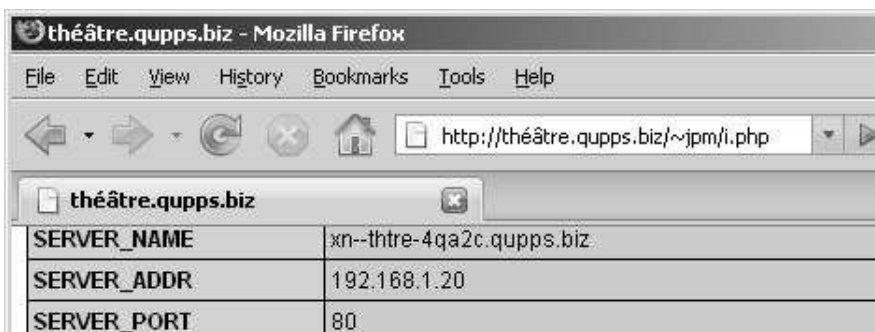 théâtre.qupps.biz - Mozilla Firefox
File Edit View History Bookmarks Tools Help
http://théâtre.qupps.biz/~jpm/i.php
théâtre.qupps.biz
SERVER_NAME xn--thtre-4qa2c.qupps.biz
SERVER_ADDR 192.168.1.20
SERVER_PORT 80